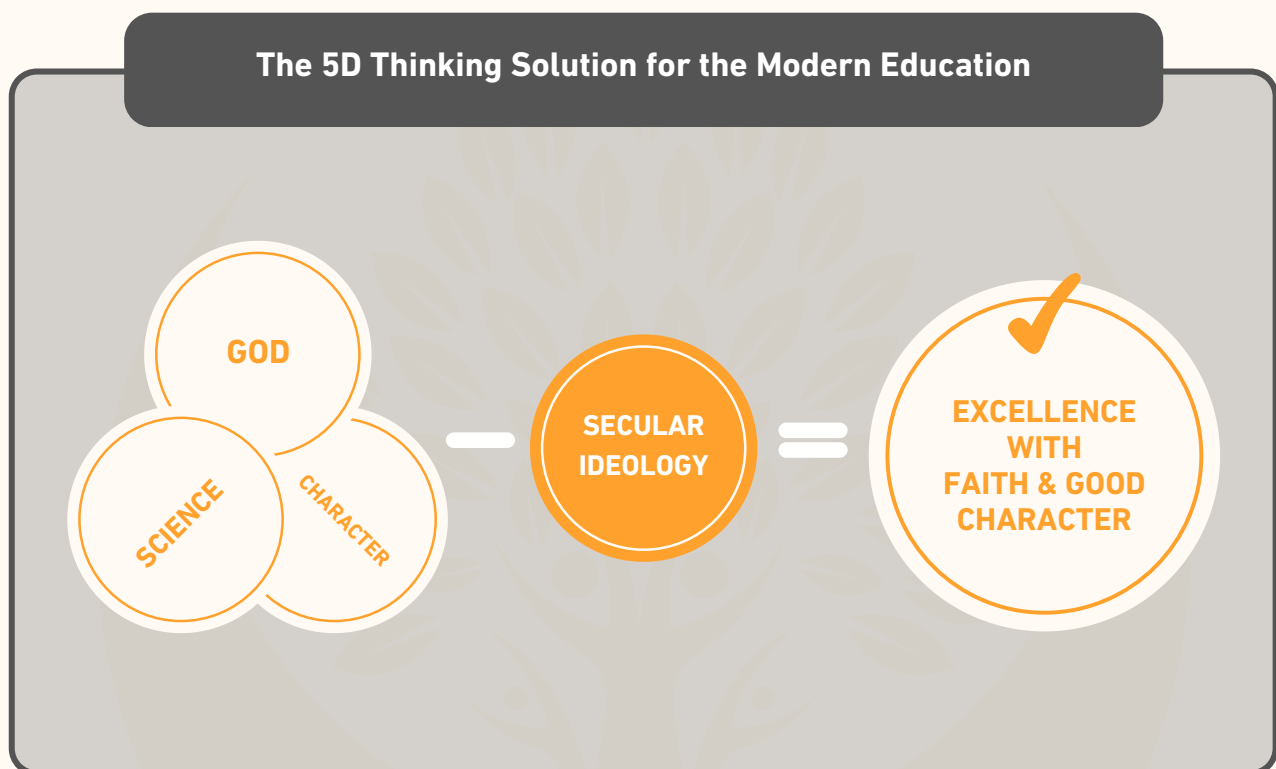 The 5D Thinking Solution for the Modern Education
GOD
SCIENCE
CHARACTER
SECULAR
IDEOLOGY
EXCELLENCE
WITH
FAITH & GOOD
CHARACTER